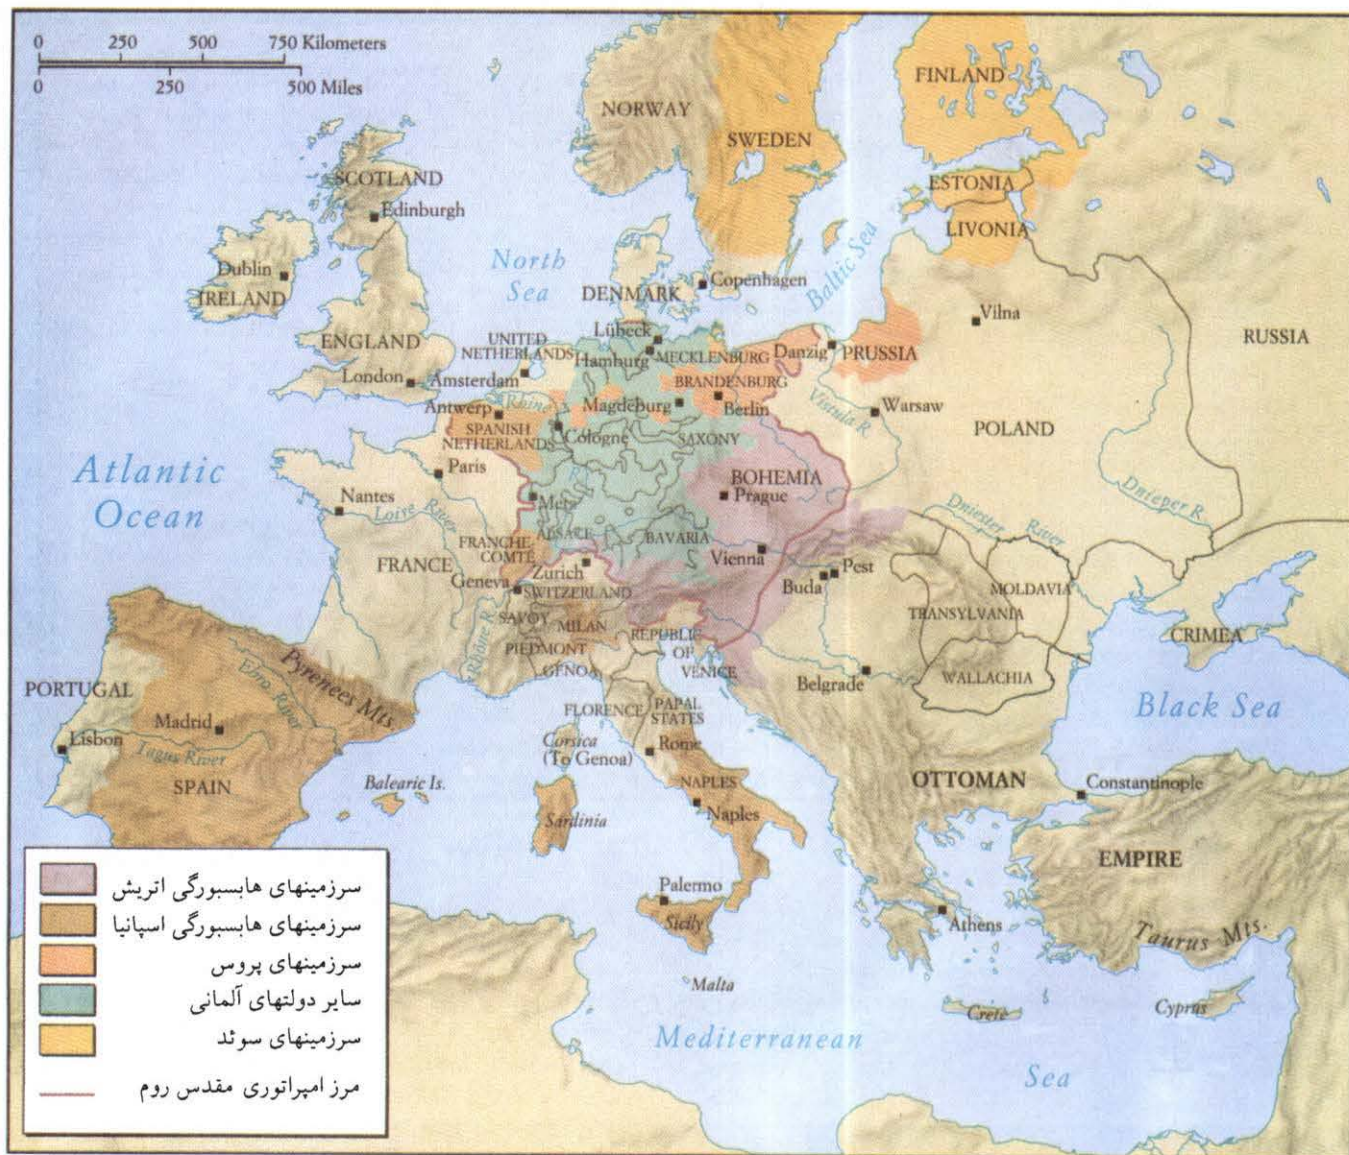 0 250 500 750 Kilometers
0 250 500 Miles
NORWAY
SWEDEN
FINLAND
ESTONIA
LIVONIA
RUSSIA
SCOTLAND
Edinburgh
Dublin
IRELAND
ENGLAND
London
North
Sea
DENMARK
Copenhagen
Baltic Sea
Vilna
UNITED
NETHERLANDS
Amsterdam
Lübeck
Hamburg
MECKLENBURG
Danzig
PRUSSIA
BRANDENBURG
Berlin
Magdeburg
Antwerp
Rhine
SPANISH
NETHERLANDS
Cologne
SAXONY
Vistula R.
Warsaw
POLAND
Atlantic
Ocean
Paris
Nantes
Loire River
Metz
ALSACE
BOHEMIA
Prague
BAVARIA
Vienna
Dnieper R.
Dniester River
FRANCE
FRANCHE
COMTÉ
Geneva
Zurich
SWITZERLAND
Buda
Pest
MOLDAVIA
TRANSYLVANIA
CRIMEA
SAVOY
MILAN
PIEDMONT
GENOA
Rhône R.
REPUBLIC
OF
VENICE
Belgrade
WALLACHIA
Black Sea
PORTUGAL
Lisbon
Madrid
Tagus River
Ebro River
Pyrenees Mts.
SPAIN
Balearic Is.
FLORENCE
PAPAL
STATES
Corsica
(To Genoa)
Rome
NAPLES
Naples
Sardinia
OTTOMAN
EMPIRE
Constantinople
Palermo
Sicily
Malta
Athens
Taurus Mts.
Crete
Cyprus
Mediterranean
Sea
سرزمینهای هابسبورگی اتریش
سرزمینهای هابسبورگی اسپانیا
سرزمینهای پروس
سایر دولتهای آلمانی
سرزمینهای سوئد
مرز امپراتوری مقدس روم